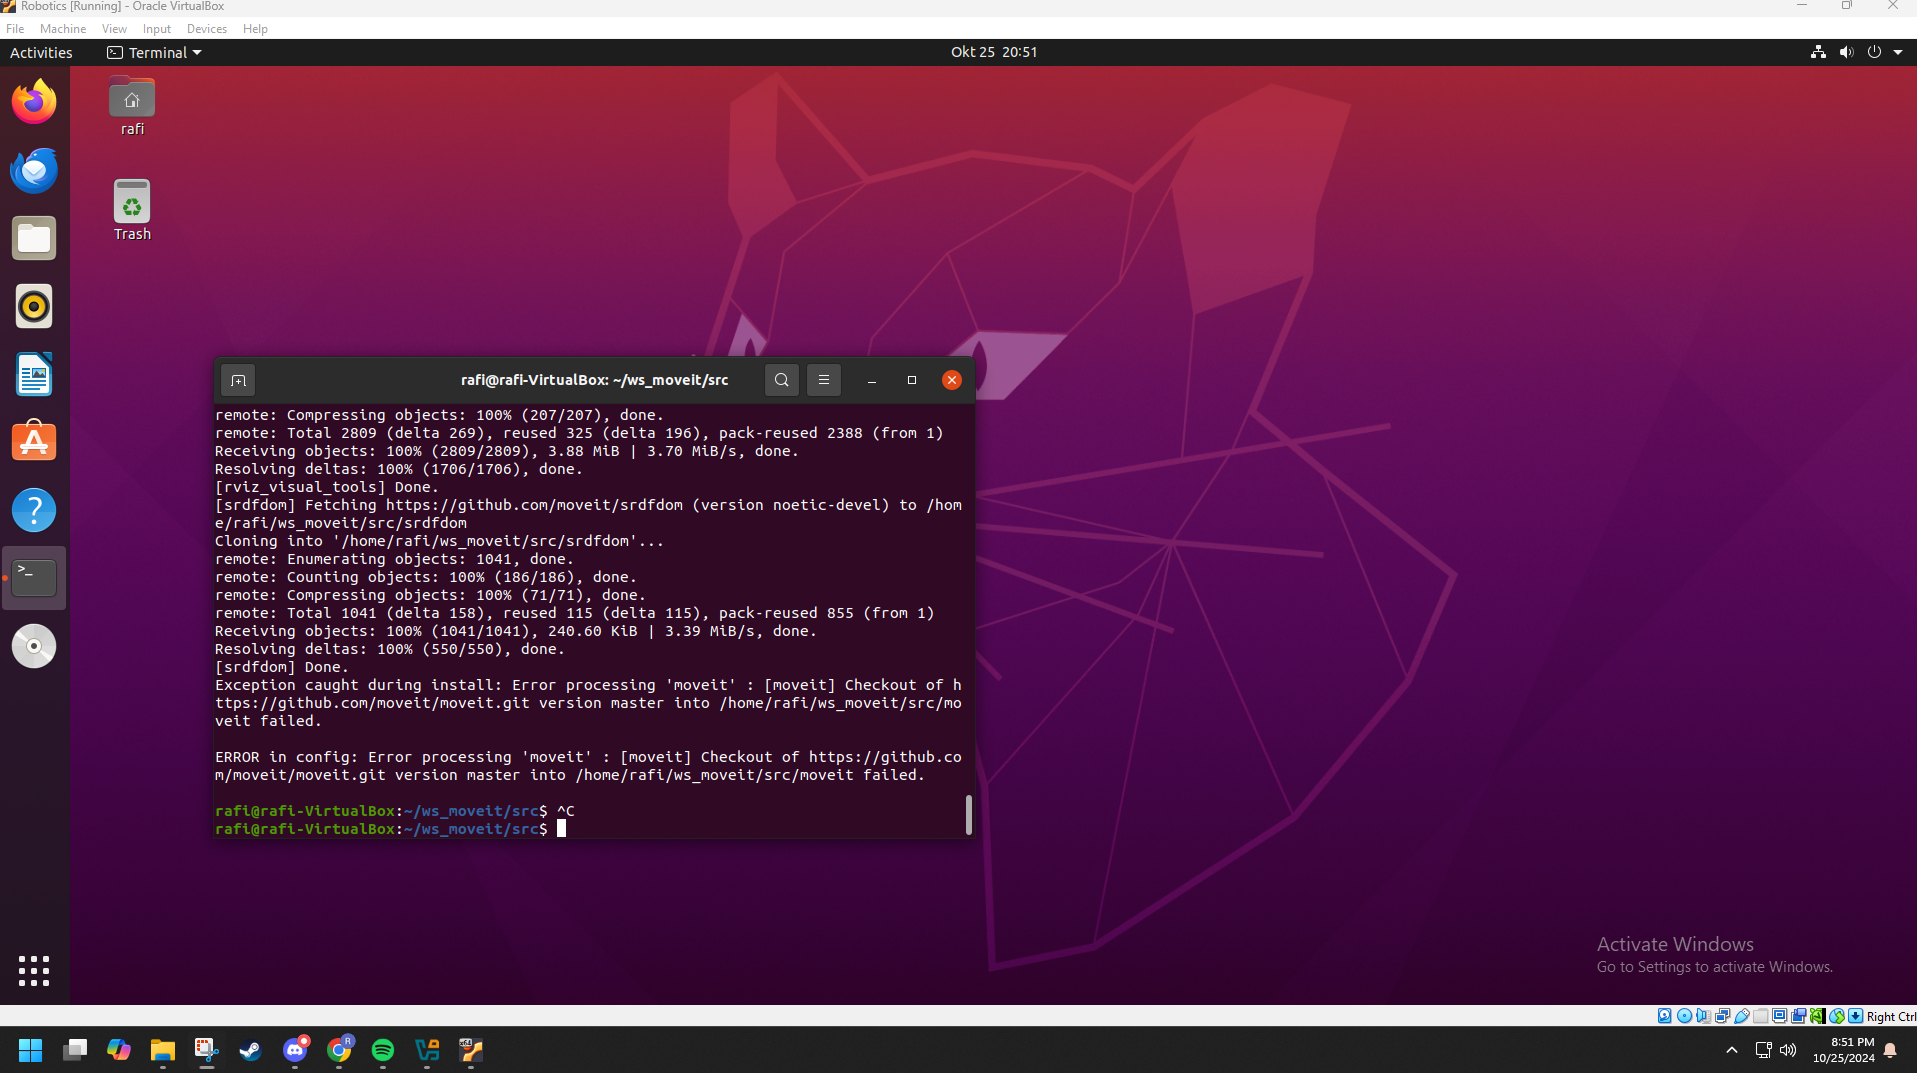 Robotics [Running] - Oracle VirtualBox
File Machine View Input Devices Help
Activities Terminal Okt 25 20:51
rafi
Trash
rafi@rafi-VirtualBox: ~/ws_moveit/src
remote: Compressing objects: 100% (207/207), done.
remote: Total 2809 (delta 269), reused 325 (delta 196), pack-reused 2388 (from 1)
Receiving objects: 100% (2809/2809), 3.88 MiB | 3.70 MiB/s, done.
Resolving deltas: 100% (1706/1706), done.
[rviz_visual_tools] Done.
[srdfdom] Fetching https://github.com/moveit/srdfdom (version noetic-devel) to /hom
e/rafi/ws_moveit/src/srdfdom
Cloning into '/home/rafi/ws_moveit/src/srdfdom'...
remote: Enumerating objects: 1041, done.
remote: Counting objects: 100% (186/186), done.
remote: Compressing objects: 100% (71/71), done.
remote: Total 1041 (delta 158), reused 115 (delta 115), pack-reused 855 (from 1)
Receiving objects: 100% (1041/1041), 240.60 KiB | 3.39 MiB/s, done.
Resolving deltas: 100% (550/550), done.
[srdfdom] Done.
Exception caught during install: Error processing 'moveit' : [moveit] Checkout of h
ttps://github.com/moveit/moveit.git version master into /home/rafi/ws_moveit/src/mo
veit failed.
ERROR in config: Error processing 'moveit' : [moveit] Checkout of https://github.co
m/moveit/moveit.git version master into /home/rafi/ws_moveit/src/moveit failed.
rafi@rafi-VirtualBox:~/ws_moveit/src$ ^C
rafi@rafi-VirtualBox:~/ws_moveit/src$
Activate Windows
Go to Settings to activate Windows.
Right Ctrl
8:51 PM
10/25/2024